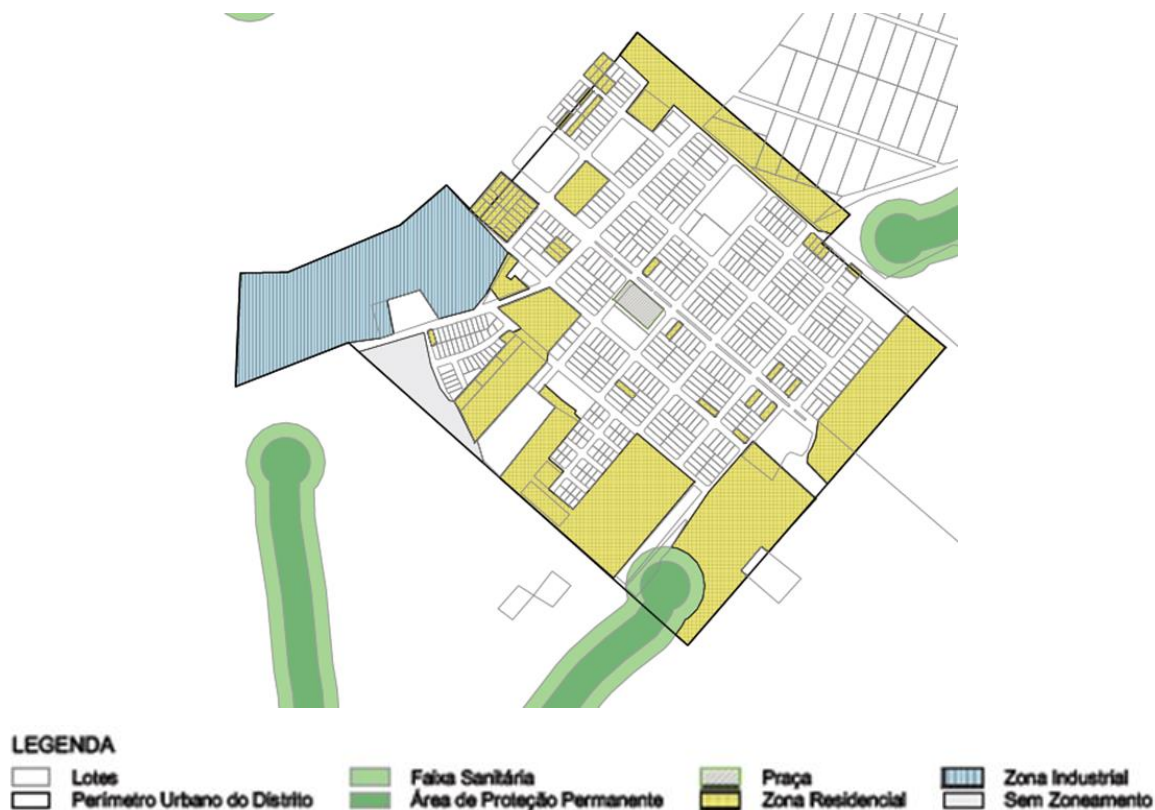 LEGENDA
Lotes Faixa Sanitária Praça Zona Industrial
Perímetro Urbano do Distrito Área de Proteção Permanente Zona Residencial Sem Zoneamento